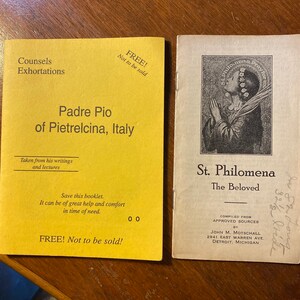 Counsels
Exhortations
FREE!
Not to be sold
Padre Pio
of Pietrelcina, Italy
Taken from his writings
and lectures
Save this booklet.
It can be of great help and comfort
in time of need.
FREE! Not to be sold!
St. Philomena
The Beloved
COMPILED FROM
APPROVED SOURCES
BY
JOHN M. MOTSCHALL
DETROIT, MICHIGAN